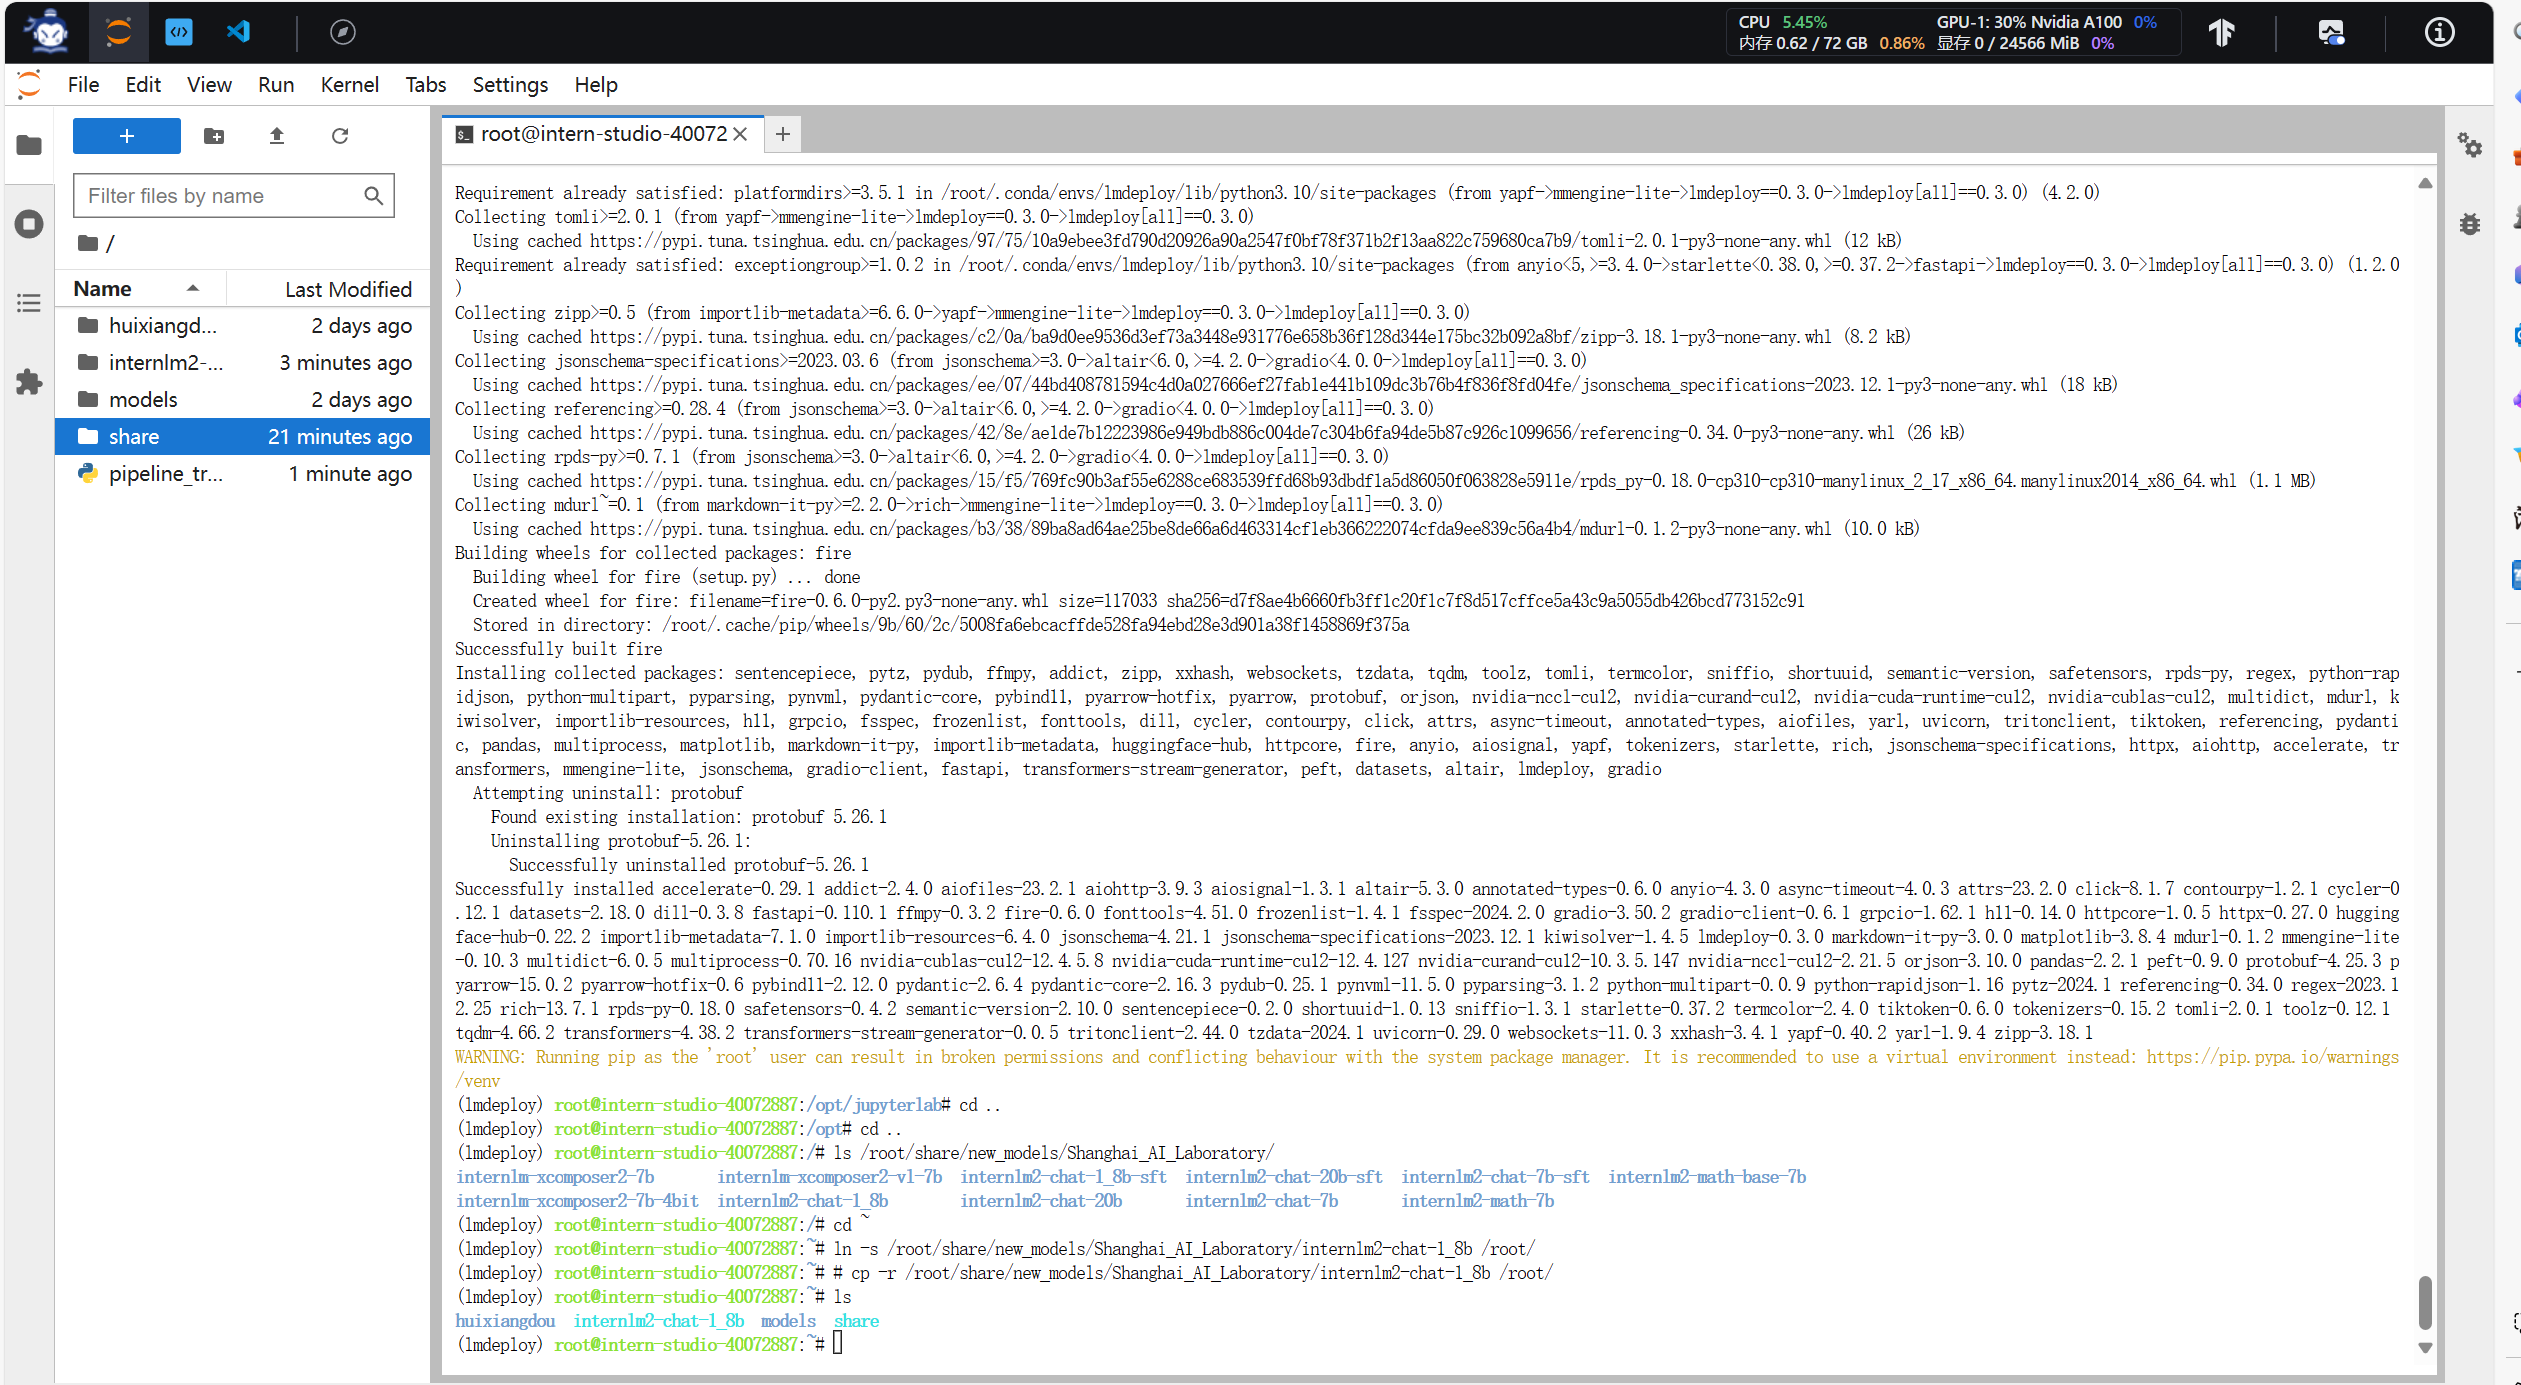 CPU 5.45% GPU-1: 30% Nvidia A100 0%
内存 0.62 / 72 GB 0.86% 显存 0 / 24566 MiB 0%
File Edit View Run Kernel Tabs Settings Help
+
Filter files by name
/
Name Last Modified
huixiangd... 2 days ago
internlm2-... 3 minutes ago
models 2 days ago
share 21 minutes ago
pipeline_tr... 1 minute ago
root@intern-studio-40072
Requirement already satisfied: platformdirs>=3.5.1 in /root/.conda/envs/lmdeploy/lib/python3.10/site-packages (from yapf->mmengine-lite->lmdeploy==0.3.0->lmdeploy[all]==0.3.0) (4.2.0)
Collecting tomli>=2.0.1 (from yapf->mmengine-lite->lmdeploy==0.3.0->lmdeploy[all]==0.3.0)
  Using cached https://pypi.tuna.tsinghua.edu.cn/packages/97/75/10a9ebee3fd790d20926a90a2547f0bf78f371b2f13aa822c759680ca7b9/tomli-2.0.1-py3-none-any.whl (12 kB)
Requirement already satisfied: exceptiongroup>=1.0.2 in /root/.conda/envs/lmdeploy/lib/python3.10/site-packages (from anyio<5,>=3.4.0->starlette<0.38.0,>=0.37.2->fastapi->lmdeploy==0.3.0->lmdeploy[all]==0.3.0) (1.2.0
)
Collecting zipp>=0.5 (from importlib-metadata>=6.6.0->yapf->mmengine-lite->lmdeploy==0.3.0->lmdeploy[all]==0.3.0)
  Using cached https://pypi.tuna.tsinghua.edu.cn/packages/c2/0a/ba9d0ee9536d3ef73a3448e931776e658b36f128d344e175bc32b092a8bf/zipp-3.18.1-py3-none-any.whl (8.2 kB)
Collecting jsonschema-specifications>=2023.03.6 (from jsonschema>=3.0->altair<6.0,>=4.2.0->gradio<4.0.0->lmdeploy[all]==0.3.0)
  Using cached https://pypi.tuna.tsinghua.edu.cn/packages/ee/07/44bd408781594c4d0a027666ef27fab1e441b109dc3b76b4f836f8fd04fe/jsonschema_specifications-2023.12.1-py3-none-any.whl (18 kB)
Collecting referencing>=0.28.4 (from jsonschema>=3.0->altair<6.0,>=4.2.0->gradio<4.0.0->lmdeploy[all]==0.3.0)
  Using cached https://pypi.tuna.tsinghua.edu.cn/packages/42/8e/ae1de7b12223986e949bdb886c004de7c304b6fa94de5b87c926c1099656/referencing-0.34.0-py3-none-any.whl (26 kB)
Collecting rpds-py>=0.7.1 (from jsonschema>=3.0->altair<6.0,>=4.2.0->gradio<4.0.0->lmdeploy[all]==0.3.0)
  Using cached https://pypi.tuna.tsinghua.edu.cn/packages/15/f5/769fc90b3af55e6288ce683539ffd68b93dbdf1a5d86050f063828e5911e/rpds_py-0.18.0-cp310-cp310-manylinux_2_17_x86_64.manylinux2014_x86_64.whl (1.1 MB)
Collecting mdurl~=0.1 (from markdown-it-py>=2.2.0->rich->mmengine-lite->lmdeploy==0.3.0->lmdeploy[all]==0.3.0)
  Using cached https://pypi.tuna.tsinghua.edu.cn/packages/b3/38/89ba8ad64ae25be8de66a6d463314cf1eb366222074cfda9ee839c56a4b4/mdurl-0.1.2-py3-none-any.whl (10.0 kB)
Building wheels for collected packages: fire
  Building wheel for fire (setup.py) ... done
  Created wheel for fire: filename=fire-0.6.0-py2.py3-none-any.whl size=117033 sha256=d7f8ae4b6660fb3ff1c20f1c7f8d517cffce5a43c9a5055db426bcd773152c91
  Stored in directory: /root/.cache/pip/wheels/9b/60/2c/5008fa6ebcacffde528fa94ebd28e3d901a38f1458869f375a
Successfully built fire
Installing collected packages: sentencepiece, pytz, pydub, ffmpy, addict, zipp, xxhash, websockets, tzdata, tqdm, toolz, tomli, termcolor, sniffio, shortuuid, semantic-version, safetensors, rpds-py, regex, python-rap
idjson, python-multipart, pyparsing, pynvml, pydantic-core, pybind11, pyarrow-hotfix, pyarrow, protobuf, orjson, nvidia-nccl-cu12, nvidia-curand-cu12, nvidia-cuda-runtime-cu12, nvidia-cublas-cu12, multidict, mdurl, k
iwisolver, importlib-resources, h11, grpcio, fsspec, frozenlist, fonttools, dill, cycler, contourpy, click, attrs, async-timeout, annotated-types, aiofiles, yarl, uvicorn, tritonclient, tiktoken, referencing, pydanti
c, pandas, multiprocess, matplotlib, markdown-it-py, importlib-metadata, huggingface-hub, httpcore, fire, anyio, aiosignal, yapf, tokenizers, starlette, rich, jsonschema-specifications, httpx, aiohttp, accelerate, tr
ansformers, mmengine-lite, jsonschema, gradio-client, fastapi, transformers-stream-generator, peft, datasets, altair, lmdeploy, gradio
  Attempting uninstall: protobuf
    Found existing installation: protobuf 5.26.1
    Uninstalling protobuf-5.26.1:
      Successfully uninstalled protobuf-5.26.1
Successfully installed accelerate-0.29.1 addict-2.4.0 aiofiles-23.2.1 aiohttp-3.9.3 aiosignal-1.3.1 altair-5.3.0 annotated-types-0.6.0 anyio-4.3.0 async-timeout-4.0.3 attrs-23.2.0 click-8.1.7 contourpy-1.2.1 cycler-0
.12.1 datasets-2.18.0 dill-0.3.8 fastapi-0.110.1 ffmpy-0.3.2 fire-0.6.0 fonttools-4.51.0 frozenlist-1.4.1 fsspec-2024.2.0 gradio-3.50.2 gradio-client-0.6.1 grpcio-1.62.1 h11-0.14.0 httpcore-1.0.5 httpx-0.27.0 hugging
face-hub-0.22.2 importlib-metadata-7.1.0 importlib-resources-6.4.0 jsonschema-4.21.1 jsonschema-specifications-2023.12.1 kiwisolver-1.4.5 lmdeploy-0.3.0 markdown-it-py-3.0.0 matplotlib-3.8.4 mdurl-0.1.2 mmengine-lite
-0.10.3 multidict-6.0.5 multiprocess-0.70.16 nvidia-cublas-cu12-12.4.5.8 nvidia-cuda-runtime-cu12-12.4.127 nvidia-curand-cu12-10.3.5.147 nvidia-nccl-cu12-2.21.5 orjson-3.10.0 pandas-2.2.1 peft-0.9.0 protobuf-4.25.3 p
yarrow-15.0.2 pyarrow-hotfix-0.6 pybind11-2.12.0 pydantic-2.6.4 pydantic-core-2.16.3 pydub-0.25.1 pynvml-11.5.0 pyparsing-3.1.2 python-multipart-0.0.9 python-rapidjson-1.16 pytz-2024.1 referencing-0.34.0 regex-2023.1
2.25 rich-13.7.1 rpds-py-0.18.0 safetensors-0.4.2 semantic-version-2.10.0 sentencepiece-0.2.0 shortuuid-1.0.13 sniffio-1.3.1 starlette-0.37.2 termcolor-2.4.0 tiktoken-0.6.0 tokenizers-0.15.2 tomli-2.0.1 toolz-0.12.1
tqdm-4.66.2 transformers-4.38.2 transformers-stream-generator-0.0.5 tritonclient-2.44.0 tzdata-2024.1 uvicorn-0.29.0 websockets-11.0.3 xxhash-3.4.1 yapf-0.40.2 yarl-1.9.4 zipp-3.18.1
WARNING: Running pip as the 'root' user can result in broken permissions and conflicting behaviour with the system package manager. It is recommended to use a virtual environment instead: https://pip.pypa.io/warnings
/venv
(lmdeploy) root@intern-studio-40072887:/opt/jupyterlab# cd ..
(lmdeploy) root@intern-studio-40072887:/opt# cd ..
(lmdeploy) root@intern-studio-40072887:/# ls /root/share/new_models/Shanghai_AI_Laboratory/
internlm-xcomposer2-7b internlm-xcomposer2-vl-7b internlm2-chat-1_8b-sft internlm2-chat-20b-sft internlm2-chat-7b-sft internlm2-math-base-7b
internlm-xcomposer2-7b-4bit internlm2-chat-1_8b internlm2-chat-20b internlm2-chat-7b internlm2-math-7b
(lmdeploy) root@intern-studio-40072887:/# cd ~
(lmdeploy) root@intern-studio-40072887:~# ln -s /root/share/new_models/Shanghai_AI_Laboratory/internlm2-chat-1_8b /root/
(lmdeploy) root@intern-studio-40072887:~# # cp -r /root/share/new_models/Shanghai_AI_Laboratory/internlm2-chat-1_8b /root/
(lmdeploy) root@intern-studio-40072887:~# ls
huixiangdou internlm2-chat-1_8b models share
(lmdeploy) root@intern-studio-40072887:~#